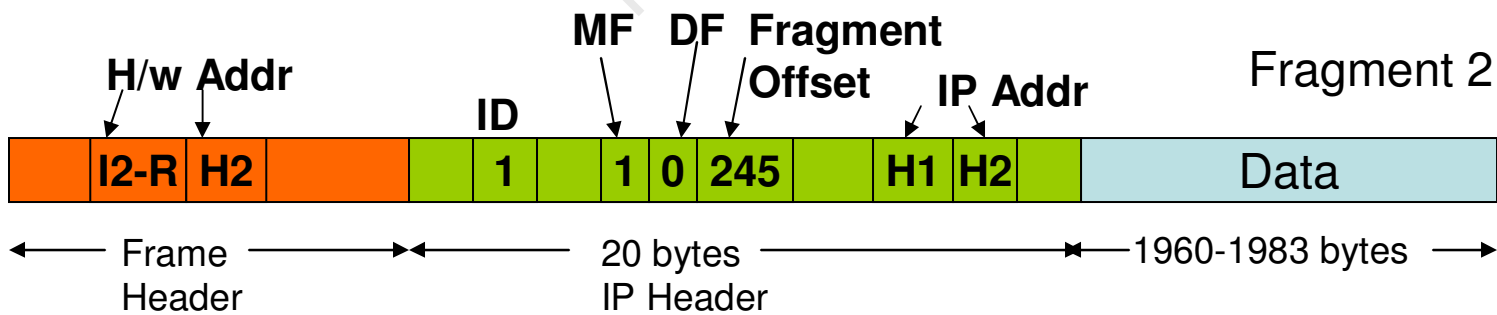 MF DF Fragment
Offset
Fragment 2
H/w Addr
IP Addr
ID
I2-R H2 1 1 0 245 H1 H2 Data
Frame
Header
20 bytes
IP Header
1960-1983 bytes